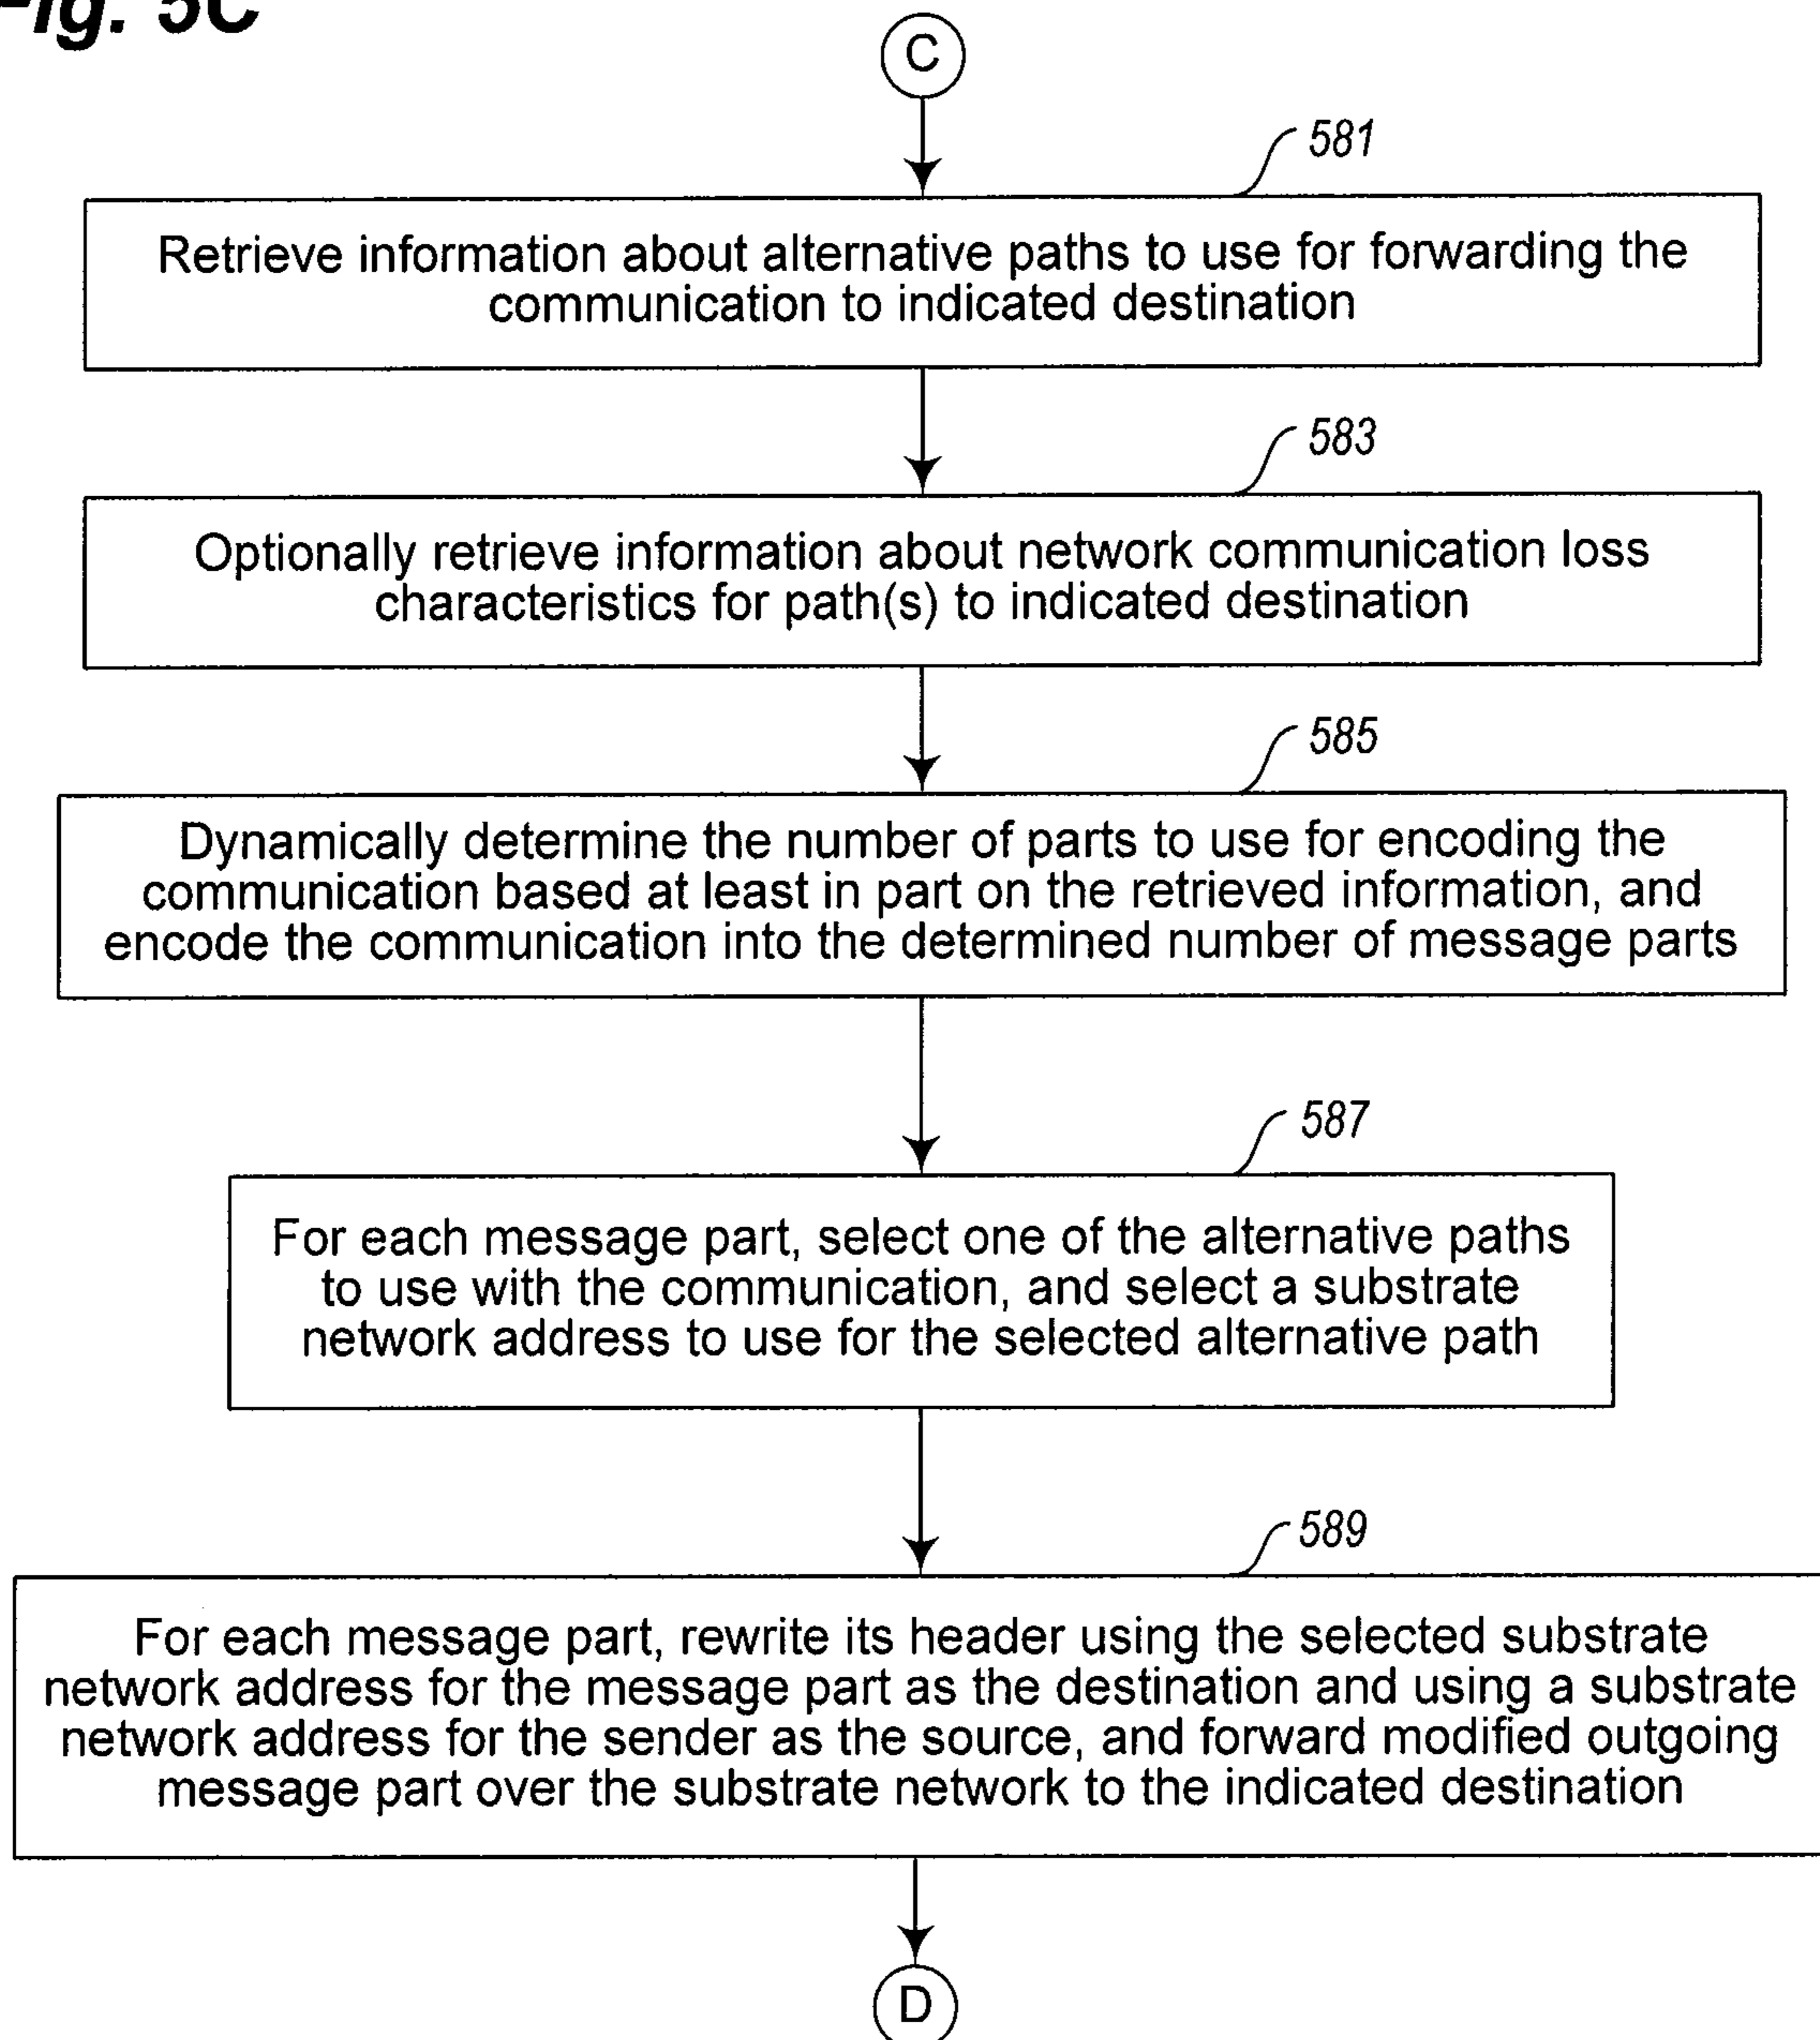 Fig. 5C
C
581
Retrieve information about alternative paths to use for forwarding the
communication to indicated destination
583
Optionally retrieve information about network communication loss
characteristics for path(s) to indicated destination
585
Dynamically determine the number of parts to use for encoding the
communication based at least in part on the retrieved information, and
encode the communication into the determined number of message parts
587
For each message part, select one of the alternative paths
to use with the communication, and select a substrate
network address to use for the selected alternative path
589
For each message part, rewrite its header using the selected substrate
network address for the message part as the destination and using a substrate
network address for the sender as the source, and forward modified outgoing
message part over the substrate network to the indicated destination
D